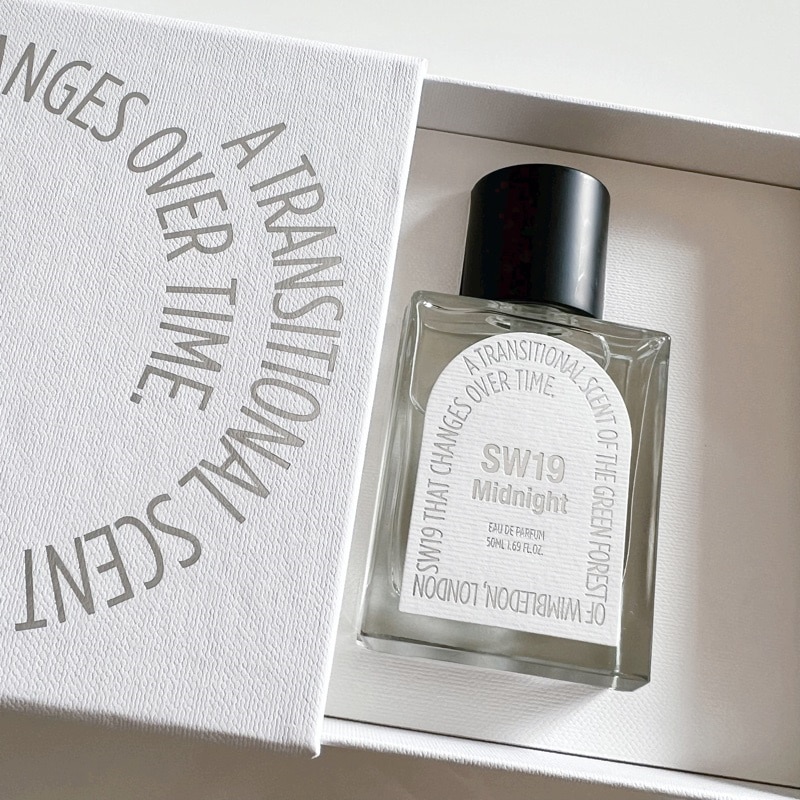 ANGES OVER TIME.
A TRANSITIONAL SCENT
A TRANSITIONAL SCENT OF THE GREEN FOREST
OF WIMBLEDON, LONDON
SW19 THAT CHANGES OVER TIME.
SW19
Midnight
EAU DE PARFUM
50ML 1.69 FL.OZ.